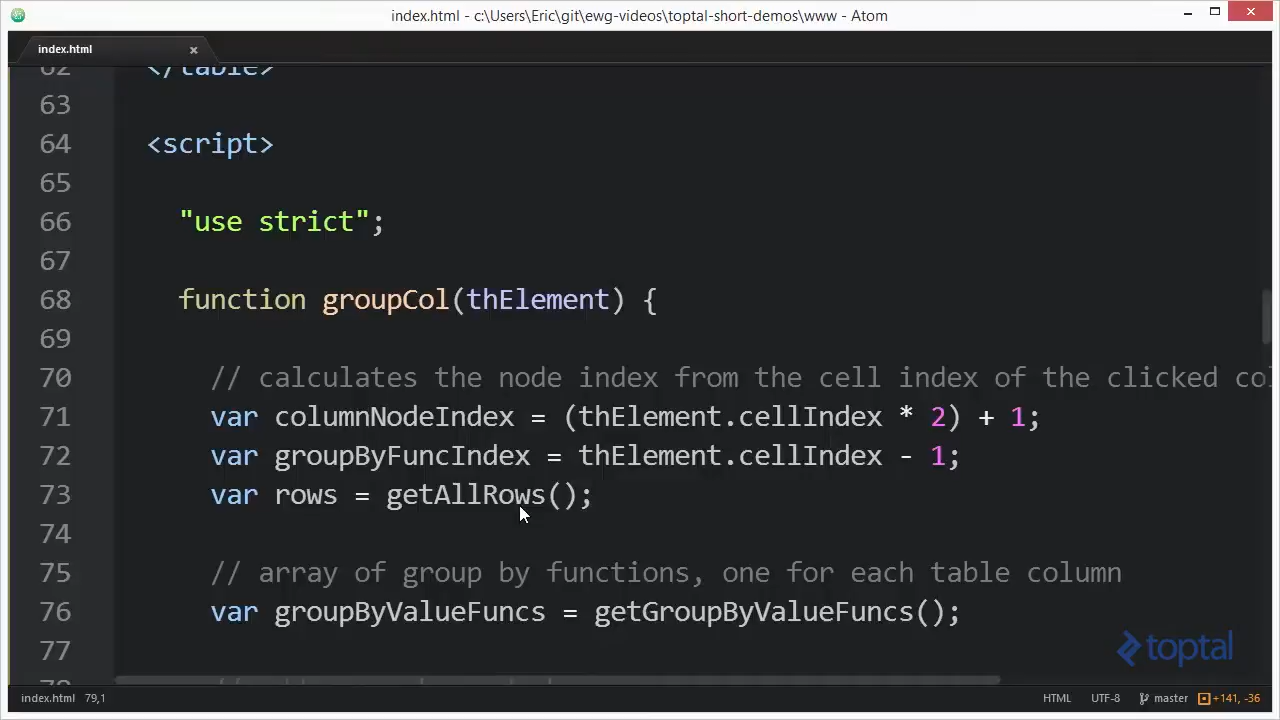 index.html - c:\Users\Eric\git\ewg-videos\toptal-short-demos\www - Atom
index.html
62 </table>
63
64 <script>
65
66 "use strict";
67
68 function groupCol(thElement) {
69
70 // calculates the node index from the cell index of the clicked
71 var columnNodeIndex = (thElement.cellIndex * 2) + 1;
72 var groupByFuncIndex = thElement.cellIndex - 1;
73 var rows = getAllRows();
74
75 // array of group by functions, one for each table column
76 var groupByValueFuncs = getGroupByValueFuncs();
77
toptal
index.html 79,1 HTML UTF-8 master +141, -36